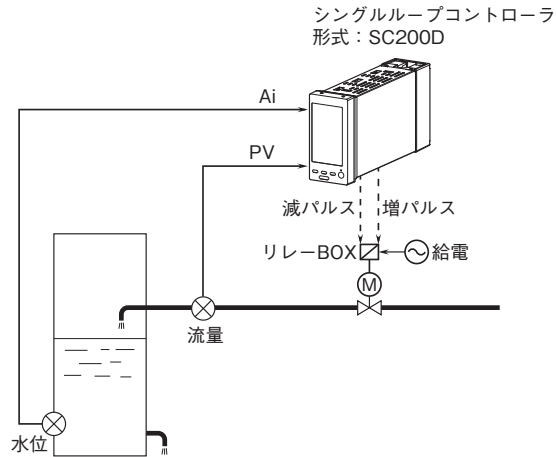 シングルループコントローラ
形式：SC200D
Ai
PV
減パルス
増パルス
リレーBOX
給電
M
流量
水位